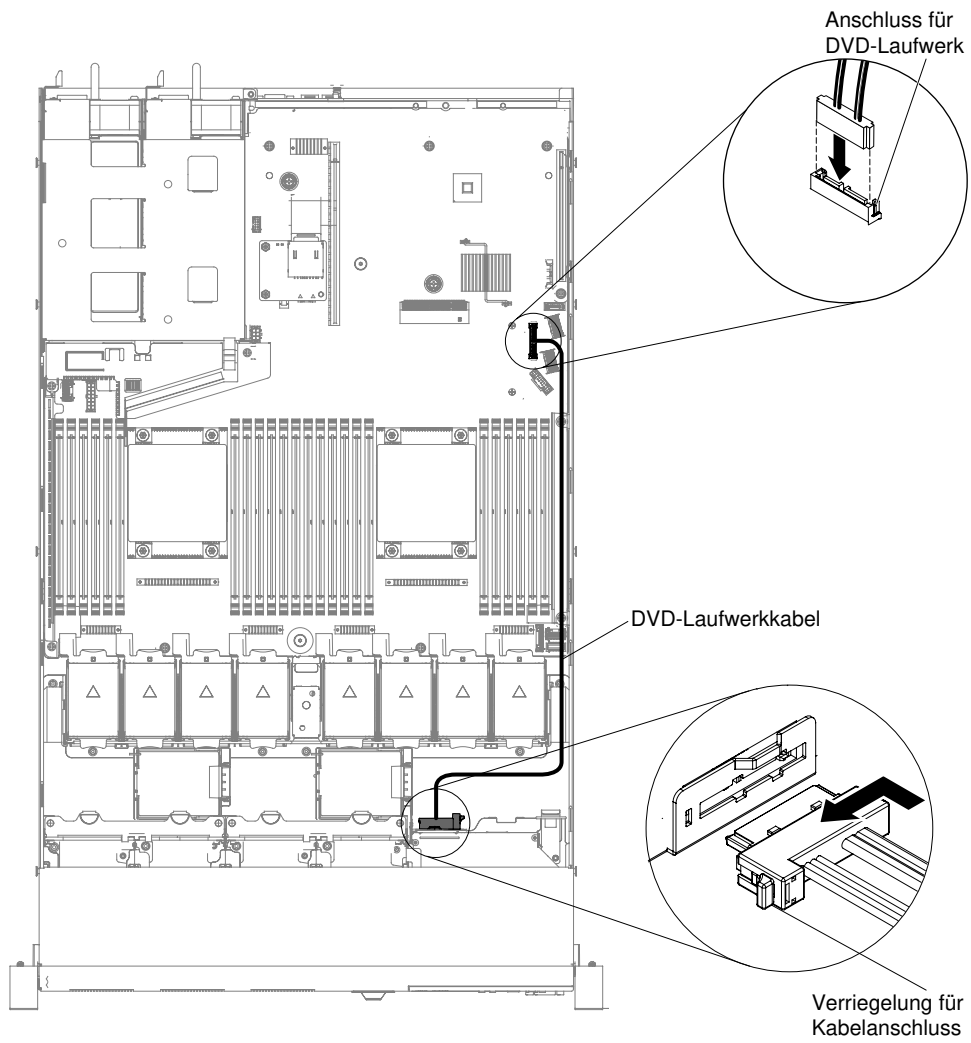 Anschluss für
DVD-Laufwerk
DVD-Laufwerkkabel
Verriegelung für
Kabelanschluss